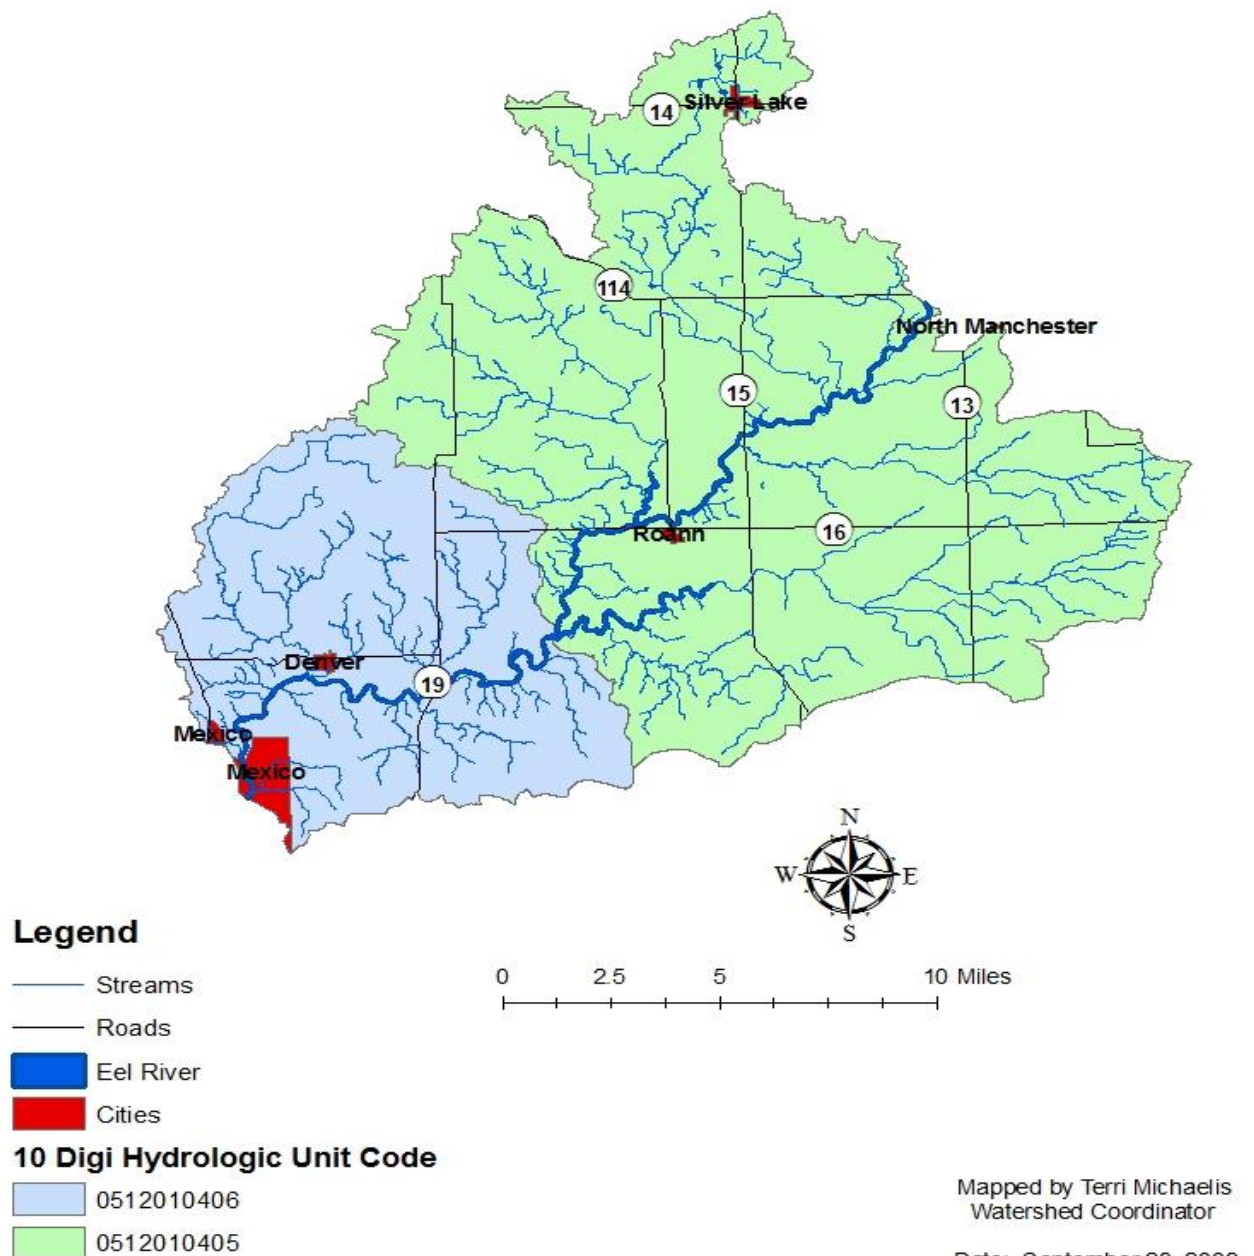 Silver Lake
14
114
North Manchester
15
13
Roann
16
Denver
19
Mexico
Mexico
N
W E
S
Legend
0 2.5 5 10 Miles
Streams
Roads
Eel River
Cities
10 Digi Hydrologic Unit Code
0512010406
0512010405
Mapped by Terri Michaelis
Watershed Coordinator
Date: September